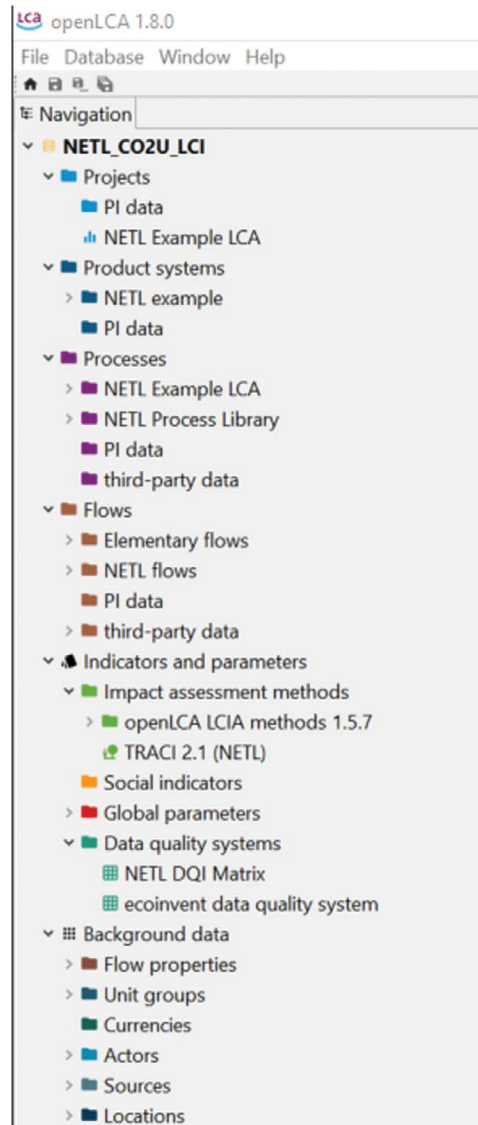 LCA openLCA 1.8.0
File Database Window Help
Navigation
NETL_CO2U_LCI
Projects
PI data
NETL Example LCA
Product systems
NETL example
PI data
Processes
NETL Example LCA
NETL Process Library
PI data
third-party data
Flows
Elementary flows
NETL flows
PI data
third-party data
Indicators and parameters
Impact assessment methods
openLCA LCIA methods 1.5.7
TRACI 2.1 (NETL)
Social indicators
Global parameters
Data quality systems
NETL DQI Matrix
ecoinvent data quality system
Background data
Flow properties
Unit groups
Currencies
Actors
Sources
Locations